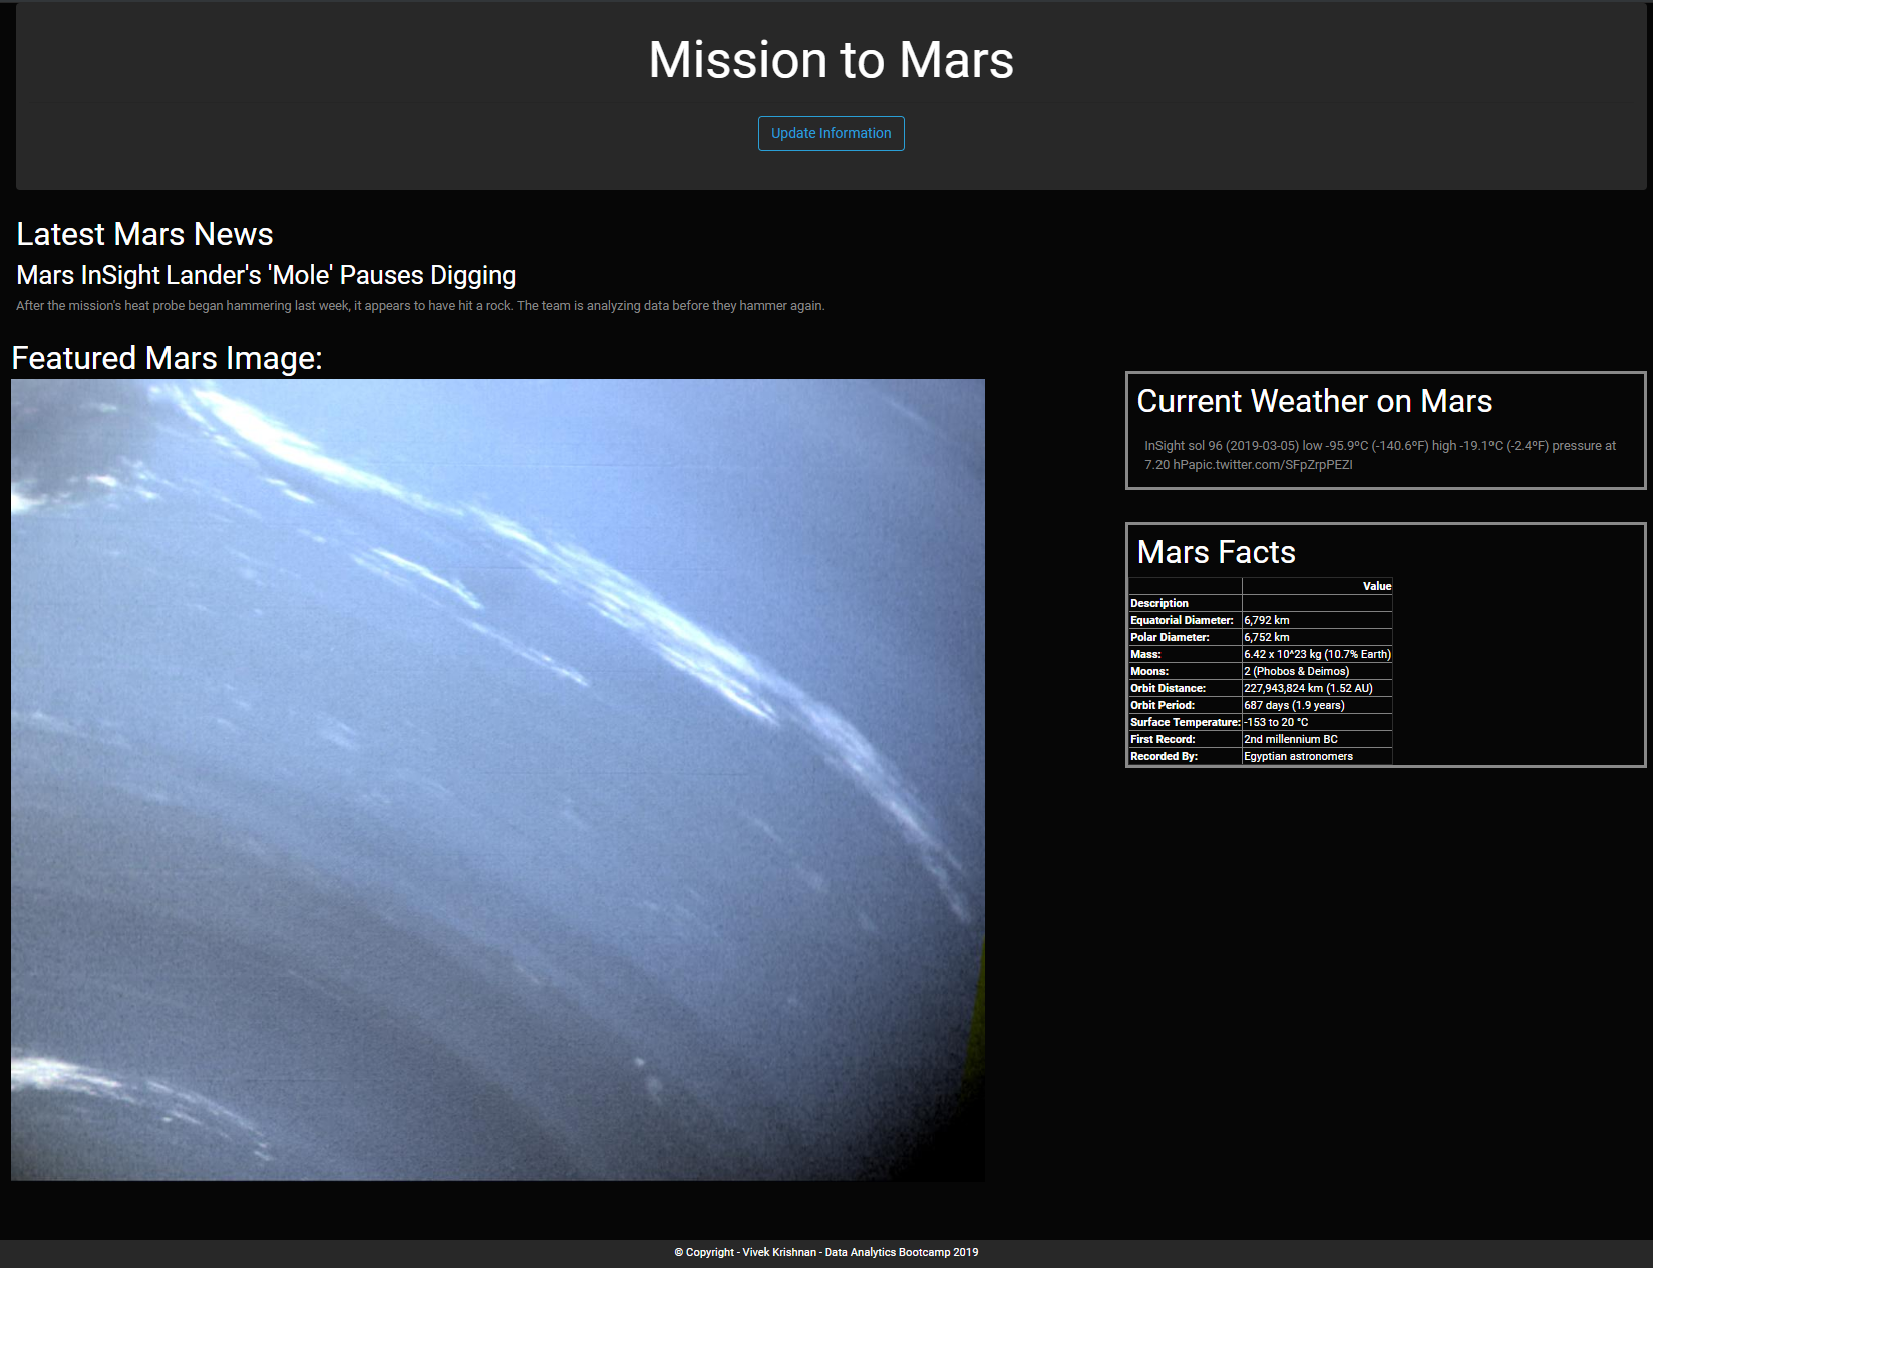 Mission to Mars
Update Information
Latest Mars News
Mars InSight Lander's 'Mole' Pauses Digging
After the mission's heat probe began hammering last week, it appears to have hit a rock. The team is analyzing data before they hammer again.
Featured Mars Image:
Current Weather on Mars
InSight sol 96 (2019-03-05) low -95.9ºC (-140.6ºF) high -19.1ºC (-2.4ºF) pressure at
7.20 hPapic.twitter.com/SFpZrpPEZI
Mars Facts
Value
Description
Equatorial Diameter: 6,792 km
Polar Diameter: 6,752 km
Mass: 6.42 x 10^23 kg (10.7% Earth)
Moons: 2 (Phobos & Deimos)
Orbit Distance: 227,943,824 km (1.52 AU)
Orbit Period: 687 days (1.9 years)
Surface Temperature: -153 to 20 °C
First Record: 2nd millennium BC
Recorded By: Egyptian astronomers
© Copyright - Vivek Krishnan - Data Analytics Bootcamp 2019